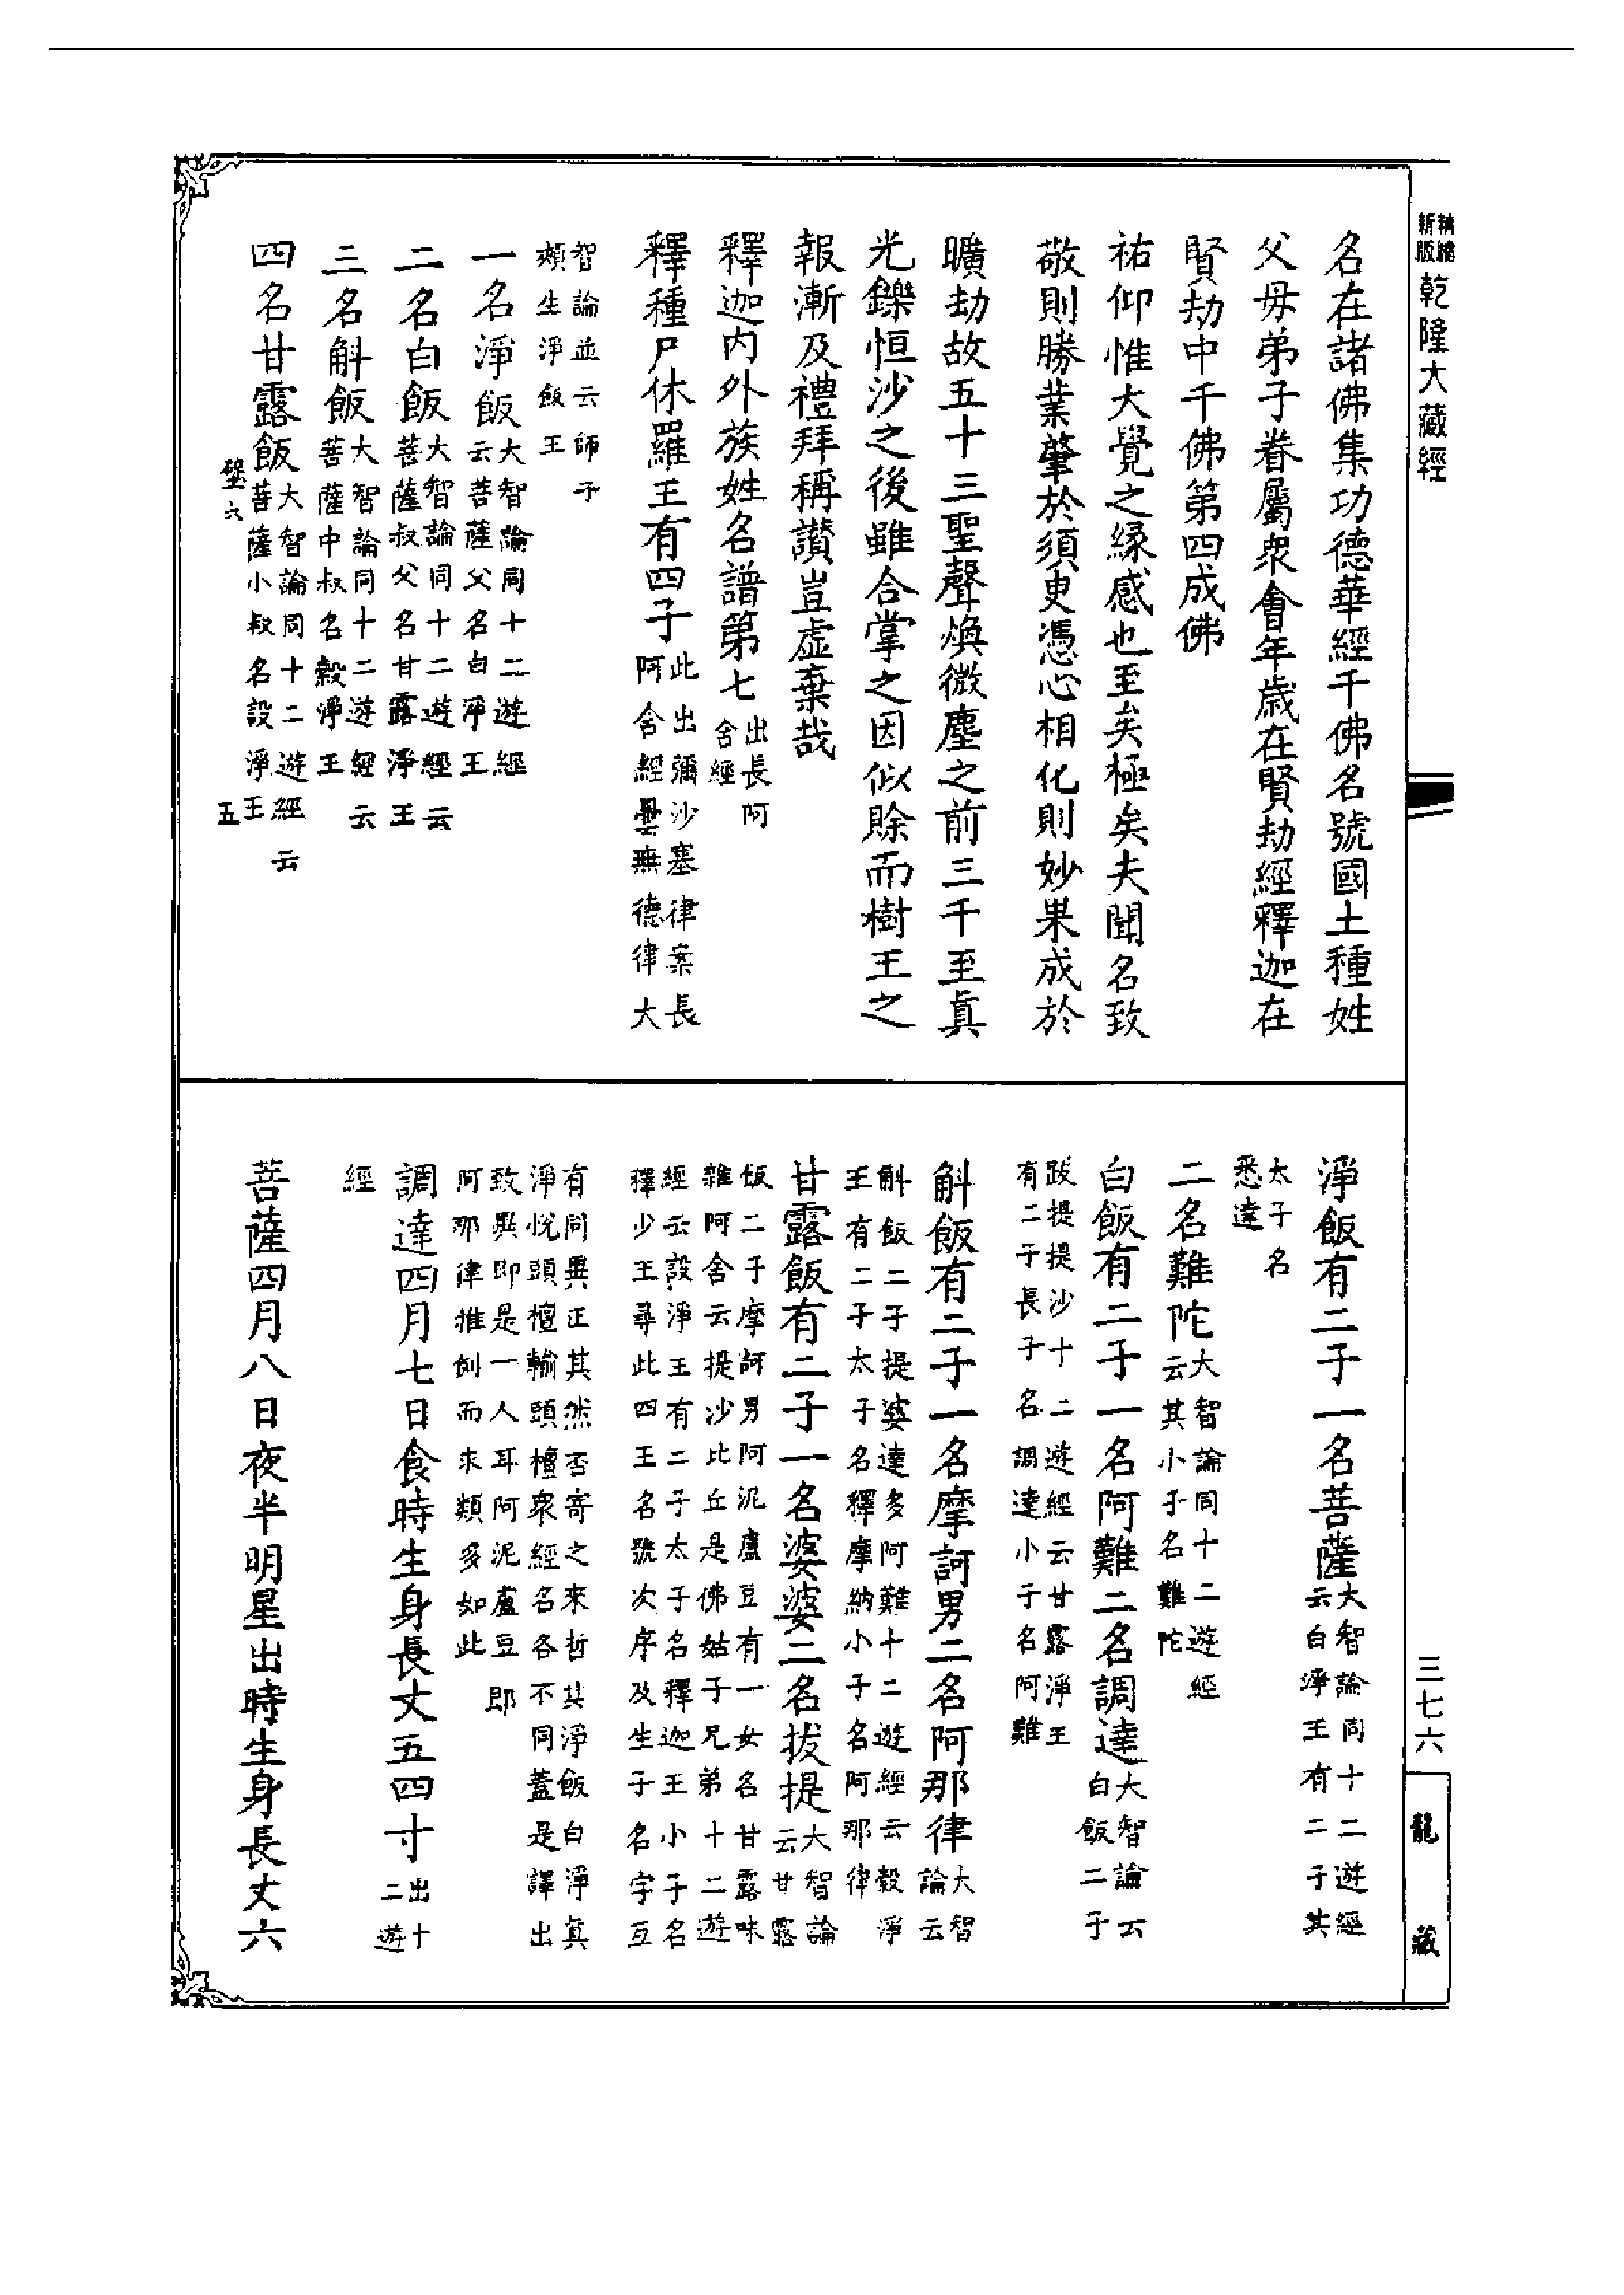 精縮新版 乾隆大藏經
名在諸佛集功德華經千佛名號國土種姓
父母弟子眷屬衆會年歲在賢劫經釋迦在
賢劫中千佛第四成佛
祐仰惟大覺之緣感也至矣極矣夫聞名致
敬則勝業肇於須臾憑心相化則妙果成於
曠劫故五十三聖聲煥微塵之前三千至眞
光鑠恒沙之後雖合掌之因似賒而樹王之
報漸及禮拜稱讚豈虛棄哉
釋迦內外族姓名譜第七出長阿舍經
釋種尸休羅王有四子此出彌沙塞律案長阿舍經曇無德律大
智論並云師子頰生淨飯王
一名淨飯大智論同十二遊經云菩薩父名白淨王
二名白飯大智論同十二遊經云菩薩叔父名甘露淨王
三名斛飯大智論同十二遊經云菩薩中叔名穀淨王
四名甘露飯大智論同十二遊經云菩薩小叔名設淨王
壁六 五
淨飯有二子一名菩薩大智論同十二遊經云白淨王有二子其
太子名悉達
二名難陀大智論同十二遊經云其小子名難陀
白飯有二子一名阿難二名調達大智論云白飯二子
跋提提沙十二遊經云甘露淨王有二子長子名調達小子名阿難
斛飯有二子一名摩訶男二名阿那律大智論云
斛飯二子提婆達多阿難十二遊經云穀淨王有二子太子名釋摩納小子名阿那律
甘露飯有二子一名婆婆二名拔提大智論云甘露
飯二子摩訶男阿泥盧豆有一女名甘露味雜阿舍云提沙比丘是佛姑子兄弟十二遊
經云設淨王有二子太子名釋迦王小子名釋少王尋此四王名號次序及生子名字互
有同異正其然否寄之來哲其淨飯白淨眞淨悅頭檀輸頭檀衆經名各不同蓋是譯出
致異即是一人耳阿泥盧豆即阿那律推例而求類多如此
調達四月七日食時生身長丈五四寸出十二遊
經
菩薩四月八日夜半明星出時生身長丈六
三七六
龍藏